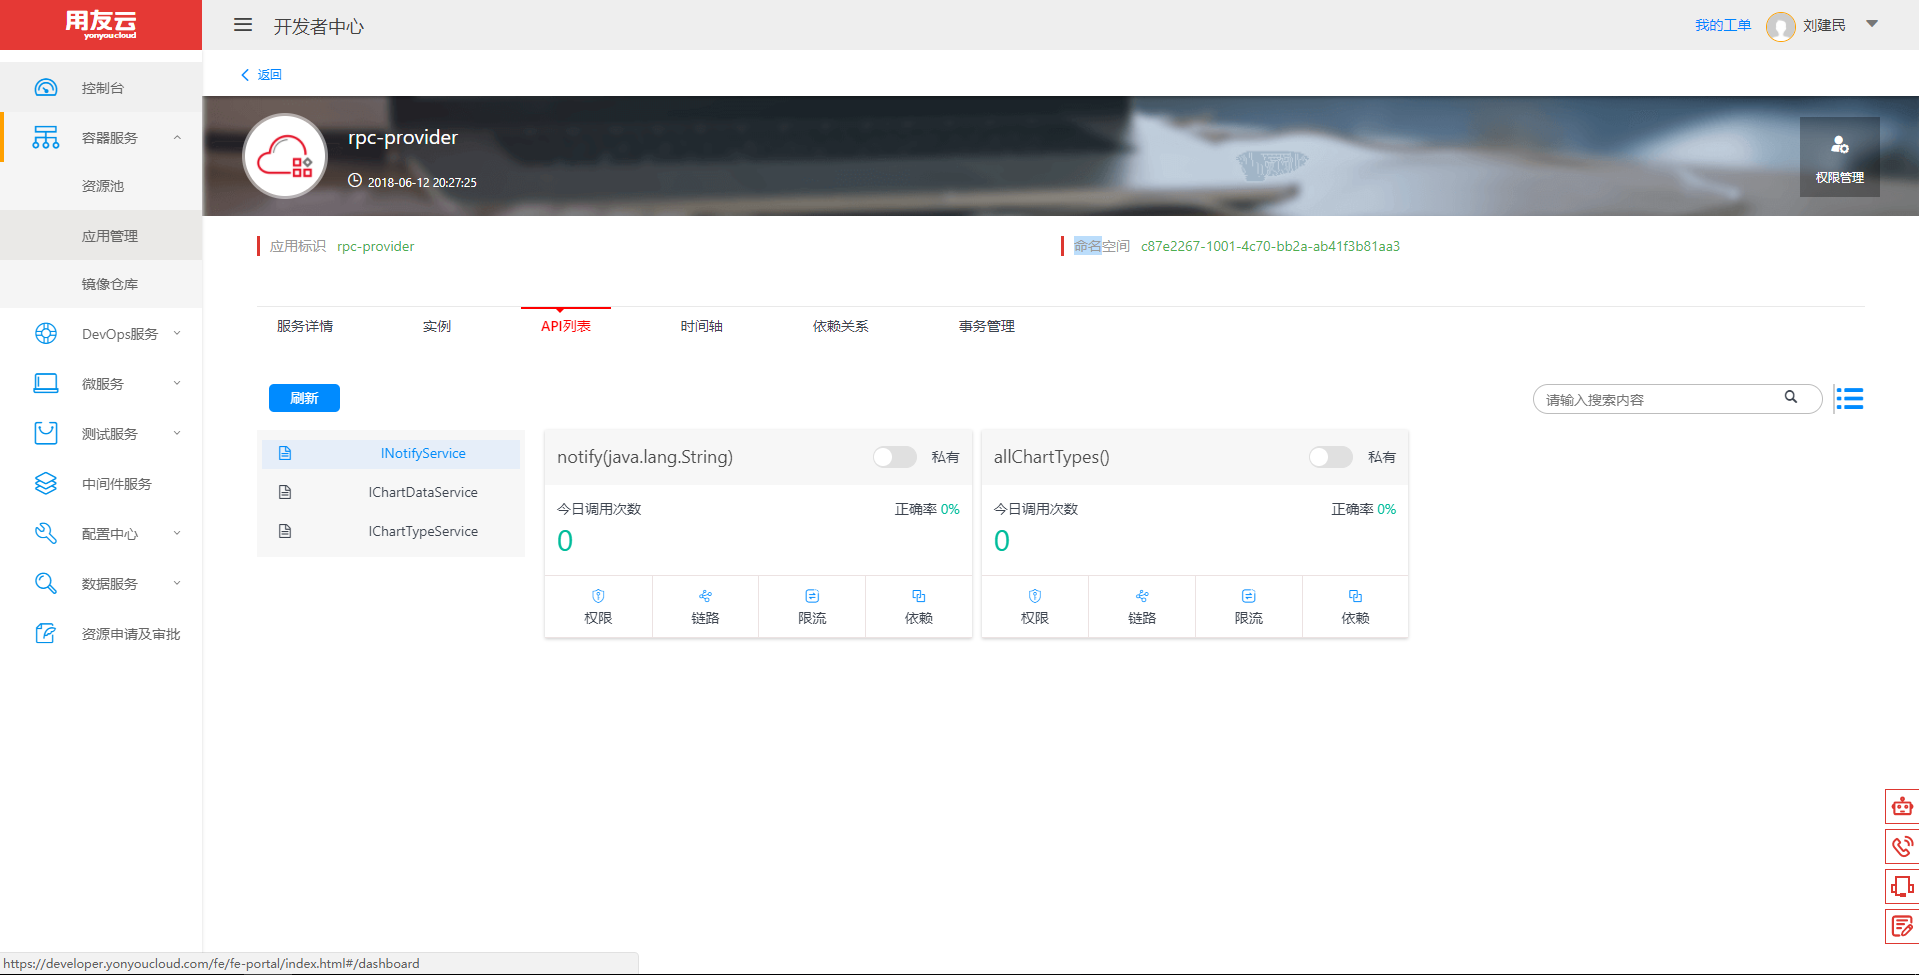 用友云
yonyoucloud
开发者中心
我的工单
刘建民
控制台
容器服务
资源池
应用管理
镜像仓库
DevOps服务
微服务
测试服务
中间件服务
配置中心
数据服务
资源申请及审批
返回
rpc-provider
2018-06-12 20:27:25
权限管理
应用标识 rpc-provider
命名空间 c87e2267-1001-4c70-bb2a-ab41f3b81aa3
服务详情 实例 API列表 时间轴 依赖关系 事务管理
刷新
请输入搜索内容
INotifyService
IChartDataService
IChartTypeService
notify(java.lang.String) 私有
今日调用次数 正确率 0%
0
权限 链路 限流 依赖
allChartTypes() 私有
今日调用次数 正确率 0%
0
权限 链路 限流 依赖
https://developer.yonyoucloud.com/fe/fe-portal/index.html#/dashboard